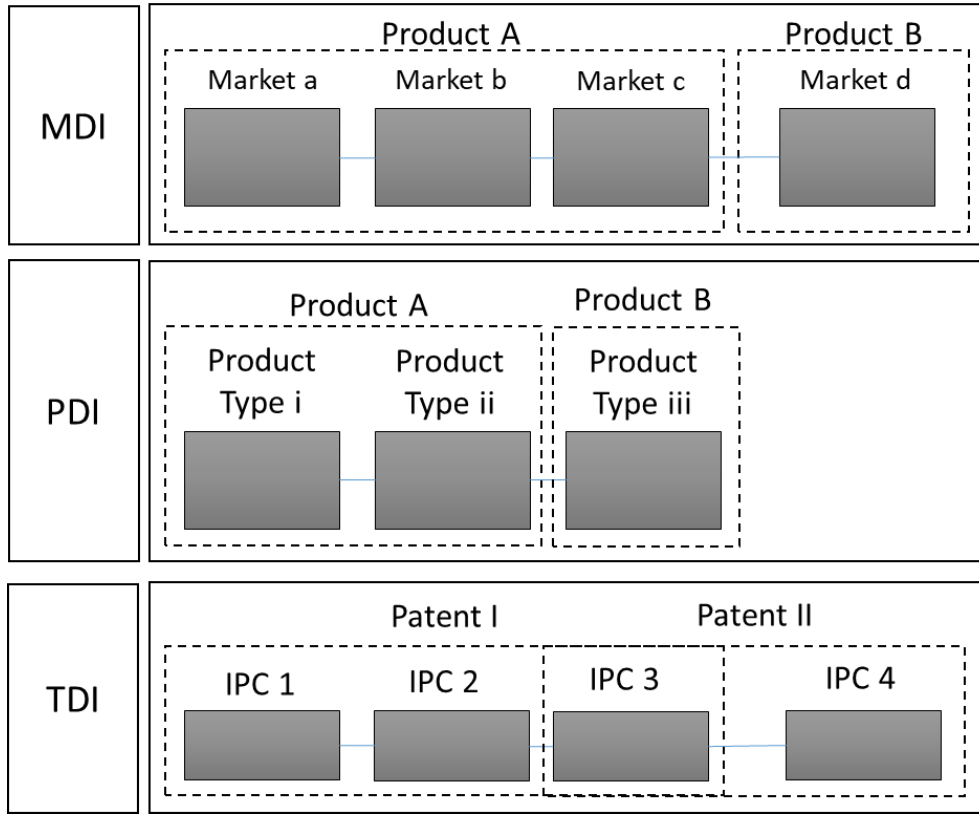 MDI
Product A
Product B
Market a
Market b
Market c
Market d
PDI
Product A
Product B
Product
Type i
Product
Type ii
Product
Type iii
TDI
Patent I
Patent II
IPC 1
IPC 2
IPC 3
IPC 4